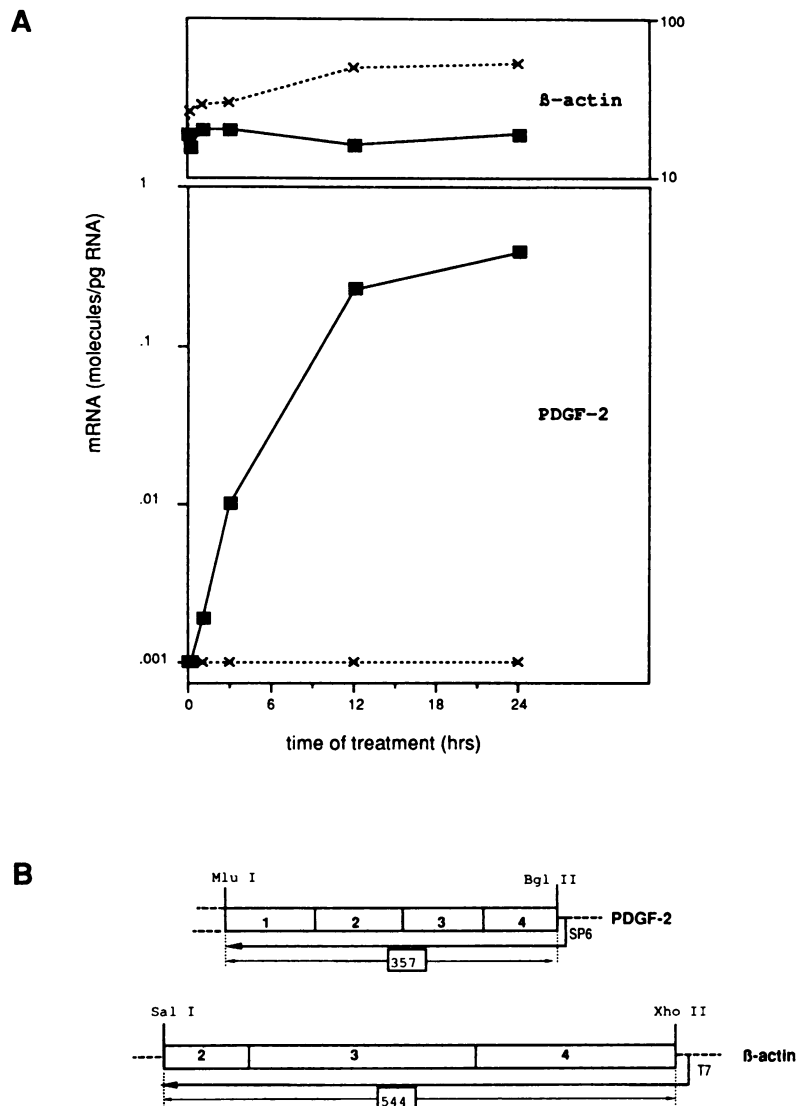 A
100
ß-actin
10
1
.1
.01
.001
mRNA (molecules/pg RNA)
PDGF-2
0 6 12 18 24
time of treatment (hrs)
B
Mlu I Bgl II
1 2 3 4 PDGF-2
SP6
357
Sal I Xho II
2 3 4 ß-actin
T7
544